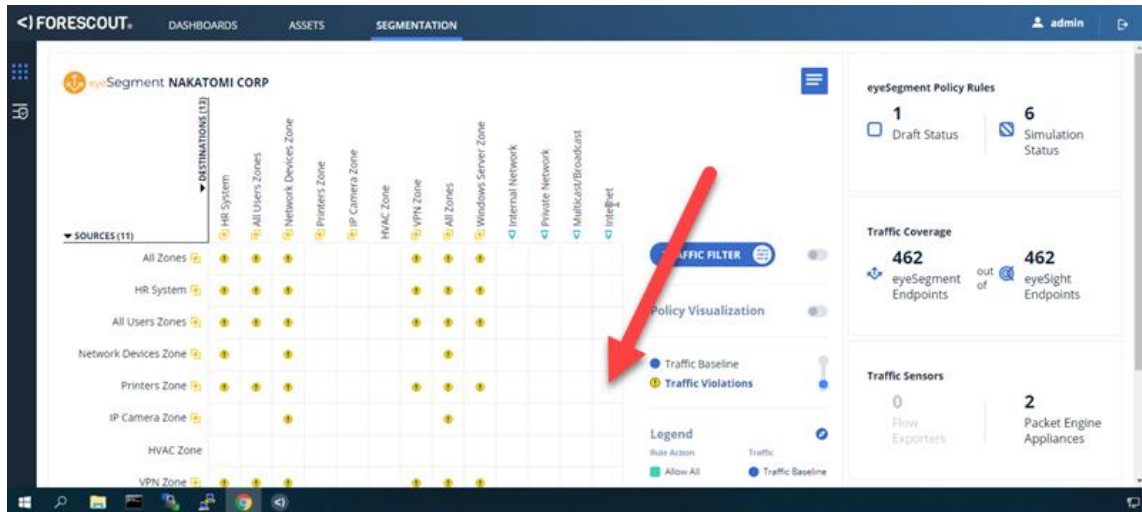 <) FORESCOUT.
DASHBOARDS
ASSETS
SEGMENTATION
admin
eyeSegment NAKATOMI CORP
DESTINATIONS (13)
HR System
All Users Zones
Network Devices Zone
Printers Zone
IP Camera Zone
HVAC Zone
VPN Zone
All Zones
Windows Server Zone
Internal Network
Private Network
Multicast/Broadcast
Internet
SOURCES (11)
All Zones
HR System
All Users Zones
Network Devices Zone
Printers Zone
IP Camera Zone
HVAC Zone
VPN Zone
FILTER
Policy Visualization
Traffic Baseline
Traffic Violations
Legend
Rule Action
Traffic
Allow All
Traffic Baseline
eyeSegment Policy Rules
1
Draft Status
6
Simulation
Status
Traffic Coverage
462
eyeSegment
Endpoints
out
of
462
eyeSight
Endpoints
Traffic Sensors
0
Flow
Exporters
2
Packet Engine
Appliances